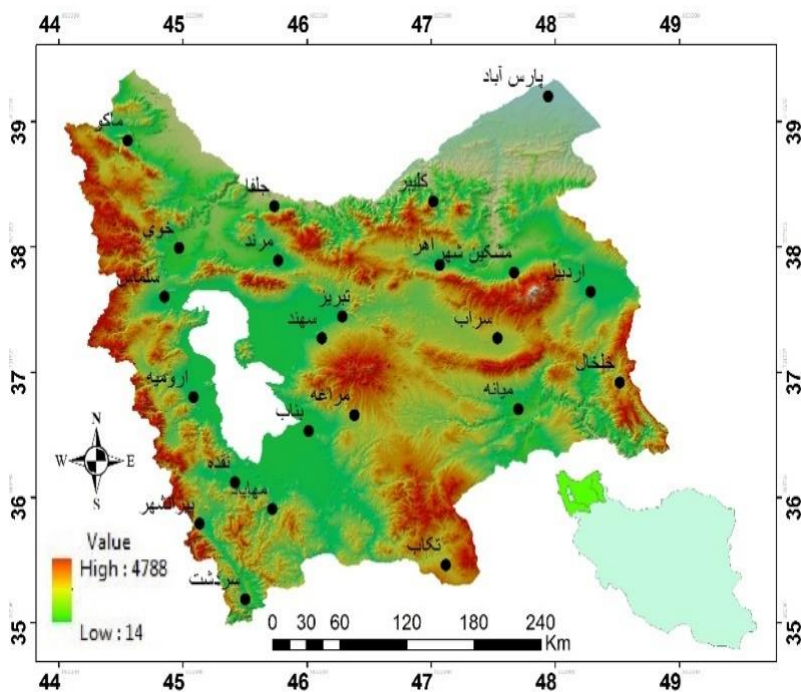 44 45 46 47 48 49
پارس آباد
39 39
ماکو
کلیبر
جلفا
38 38
خوی
مرند
اهر
مشگین شهر
اردبیل
سلماس
تبریز
سهند
سراب
37 37
خلخال
ارومیه
مراغه
میانه
بناب
N
W E
S
نقده
مهاباد
36 36
پیرانشهر
تکاب
Value
High : 4788
سردشت
Low : 14
0 30 60 120 180 240
Km
35 35
44 45 46 47 48 49